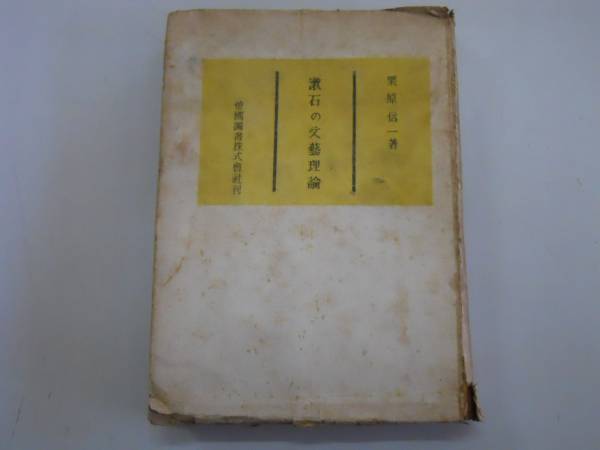 栗原信一著
漱石の文藝理論
帝國圖書株式會社刊